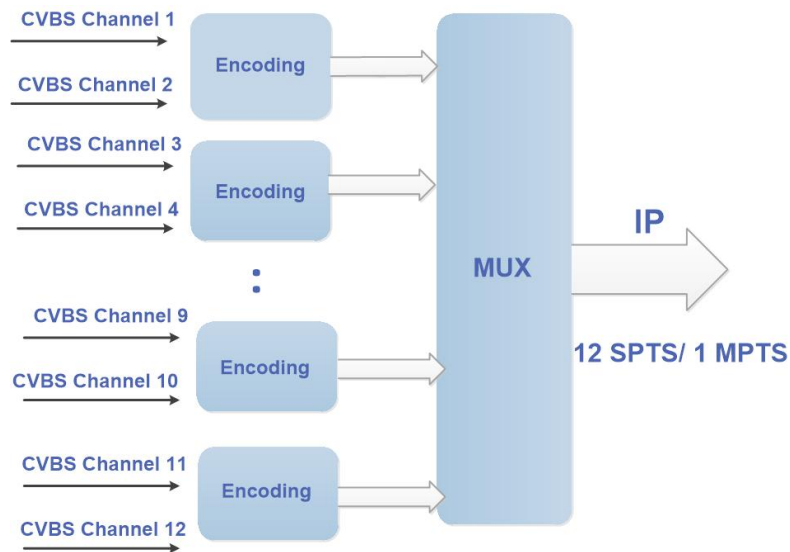 CVBS Channel 1
Encoding
CVBS Channel 2
CVBS Channel 3
Encoding
CVBS Channel 4
:
CVBS Channel 9
Encoding
CVBS Channel 10
CVBS Channel 11
Encoding
CVBS Channel 12
MUX
IP
12 SPTS/ 1 MPTS